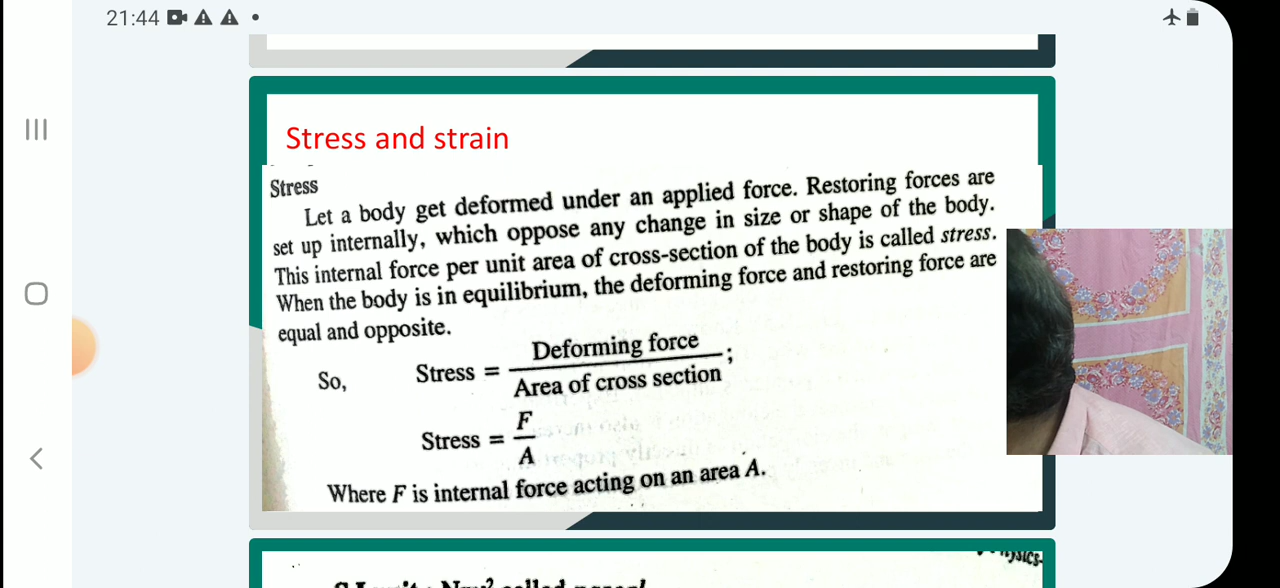 21:44
Stress and strain
Stress
Let a body get deformed under an applied force. Restoring forces are
set up internally, which oppose any change in size or shape of the body.
This internal force per unit area of cross-section of the body is called stress.
When the body is in equilibrium, the deforming force and restoring force are
equal and opposite.
So, Stress = Deforming force / Area of cross section ;
Stress = F / A
Where F is internal force acting on an area A.